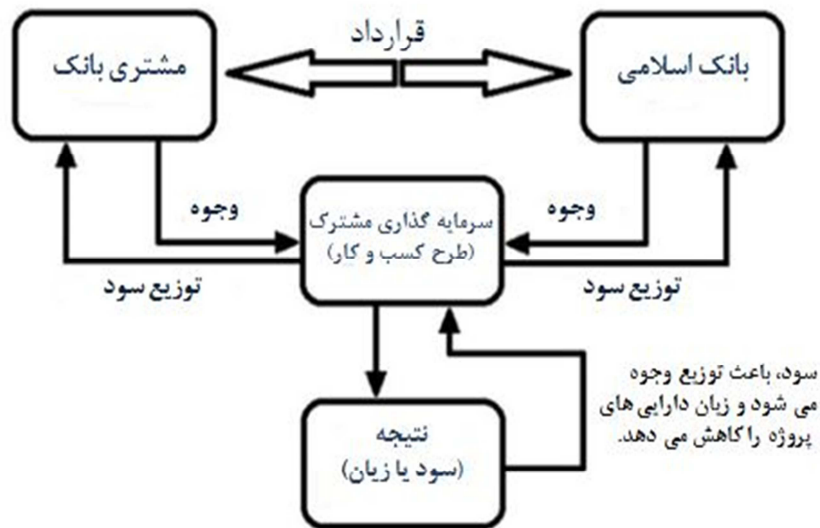 قرارداد
بانک اسلامی
مشتری بانک
وجوه
وجوه
سرمایه گذاری مشترک
(طرح کسب و کار)
توزیع سود
توزیع سود
سود، باعث توزیع وجوه
می شود و زیان دارایی های
پروژه را کاهش می دهد.
نتیجه
(سود یا زیان)